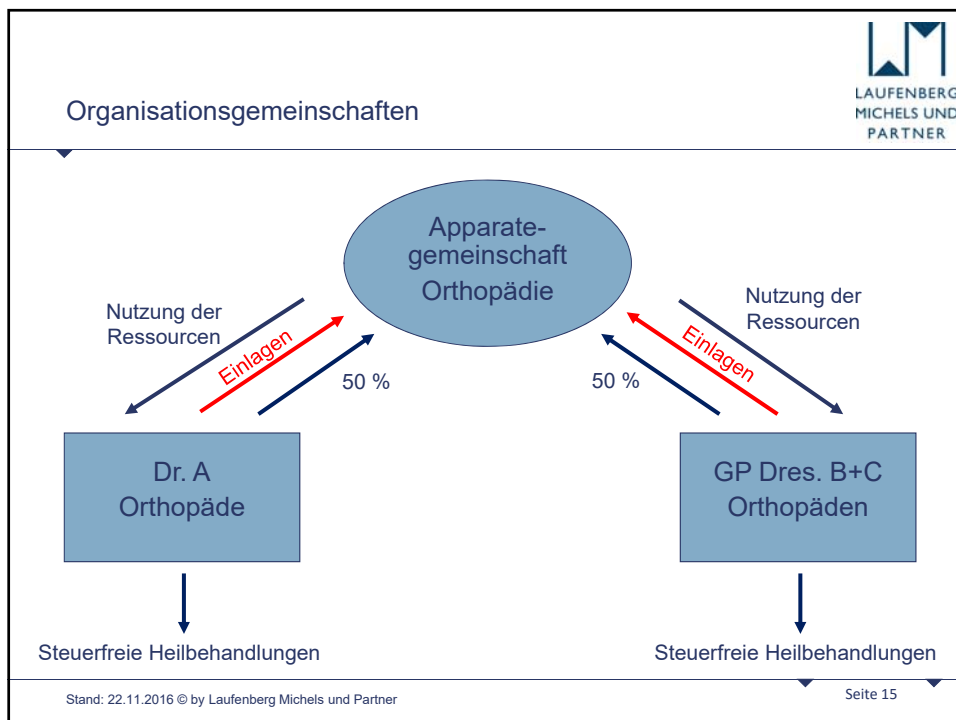 LAUFENBERG
MICHELS UND
PARTNER
Organisationsgemeinschaften
Apparate-
gemeinschaft
Orthopädie
Nutzung der
Ressourcen
Einlagen
50 %
50 %
Einlagen
Nutzung der
Ressourcen
Dr. A
Orthopäde
GP Dres. B+C
Orthopäden
Steuerfreie Heilbehandlungen
Steuerfreie Heilbehandlungen
Stand: 22.11.2016 © by Laufenberg Michels und Partner
Seite 15